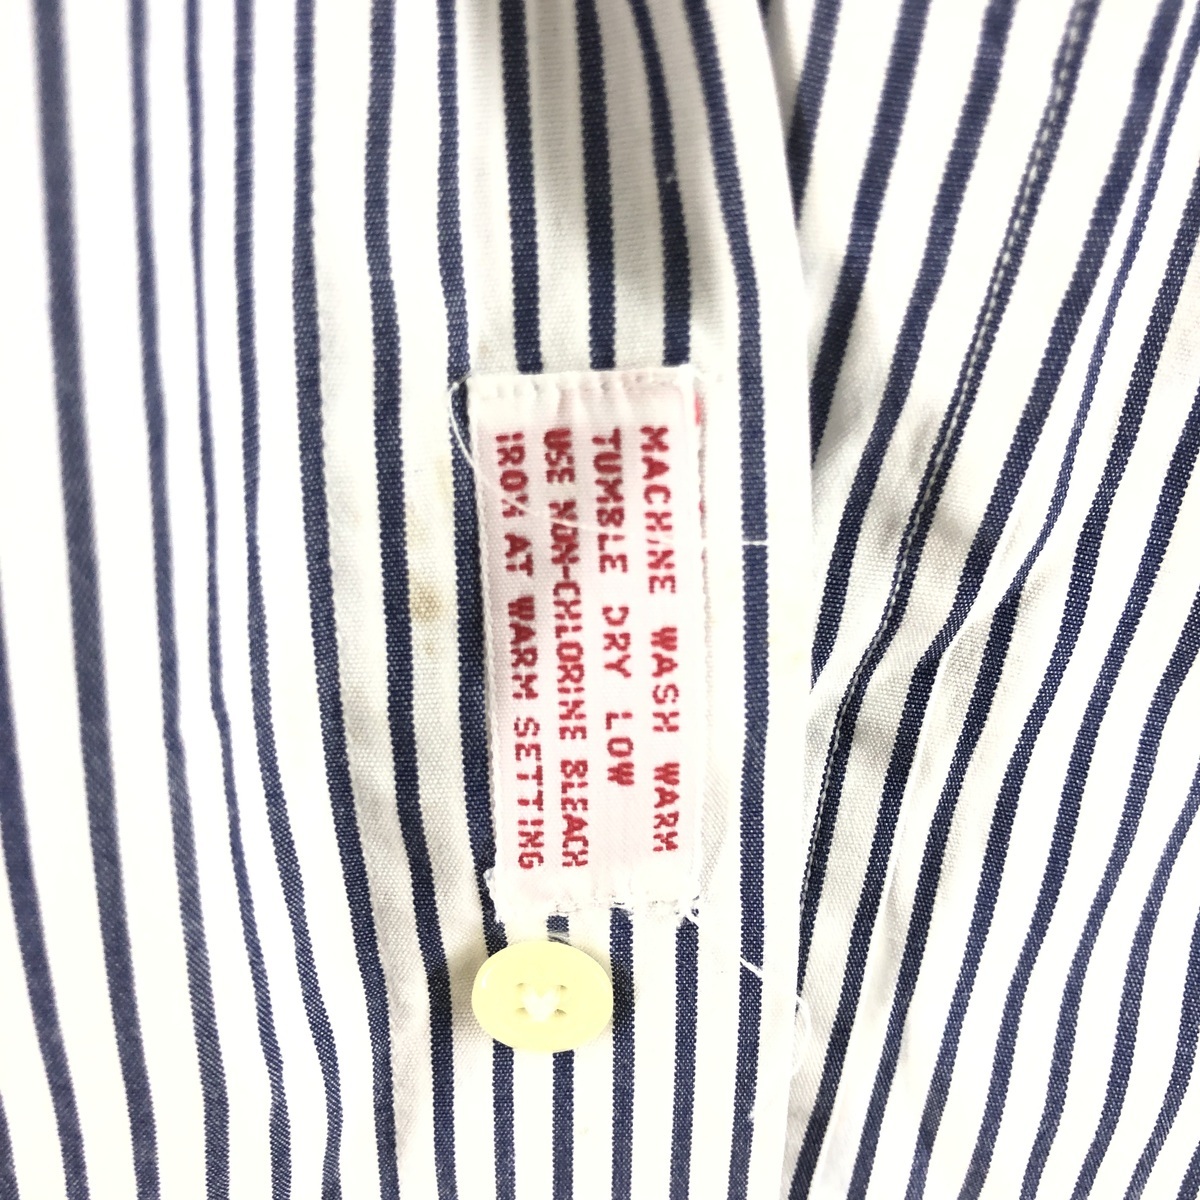 MACHINE WASH WARM
TUMBLE DRY LOW
USE NON-CHLORINE BLEACH
IRON AT WARM SETTING